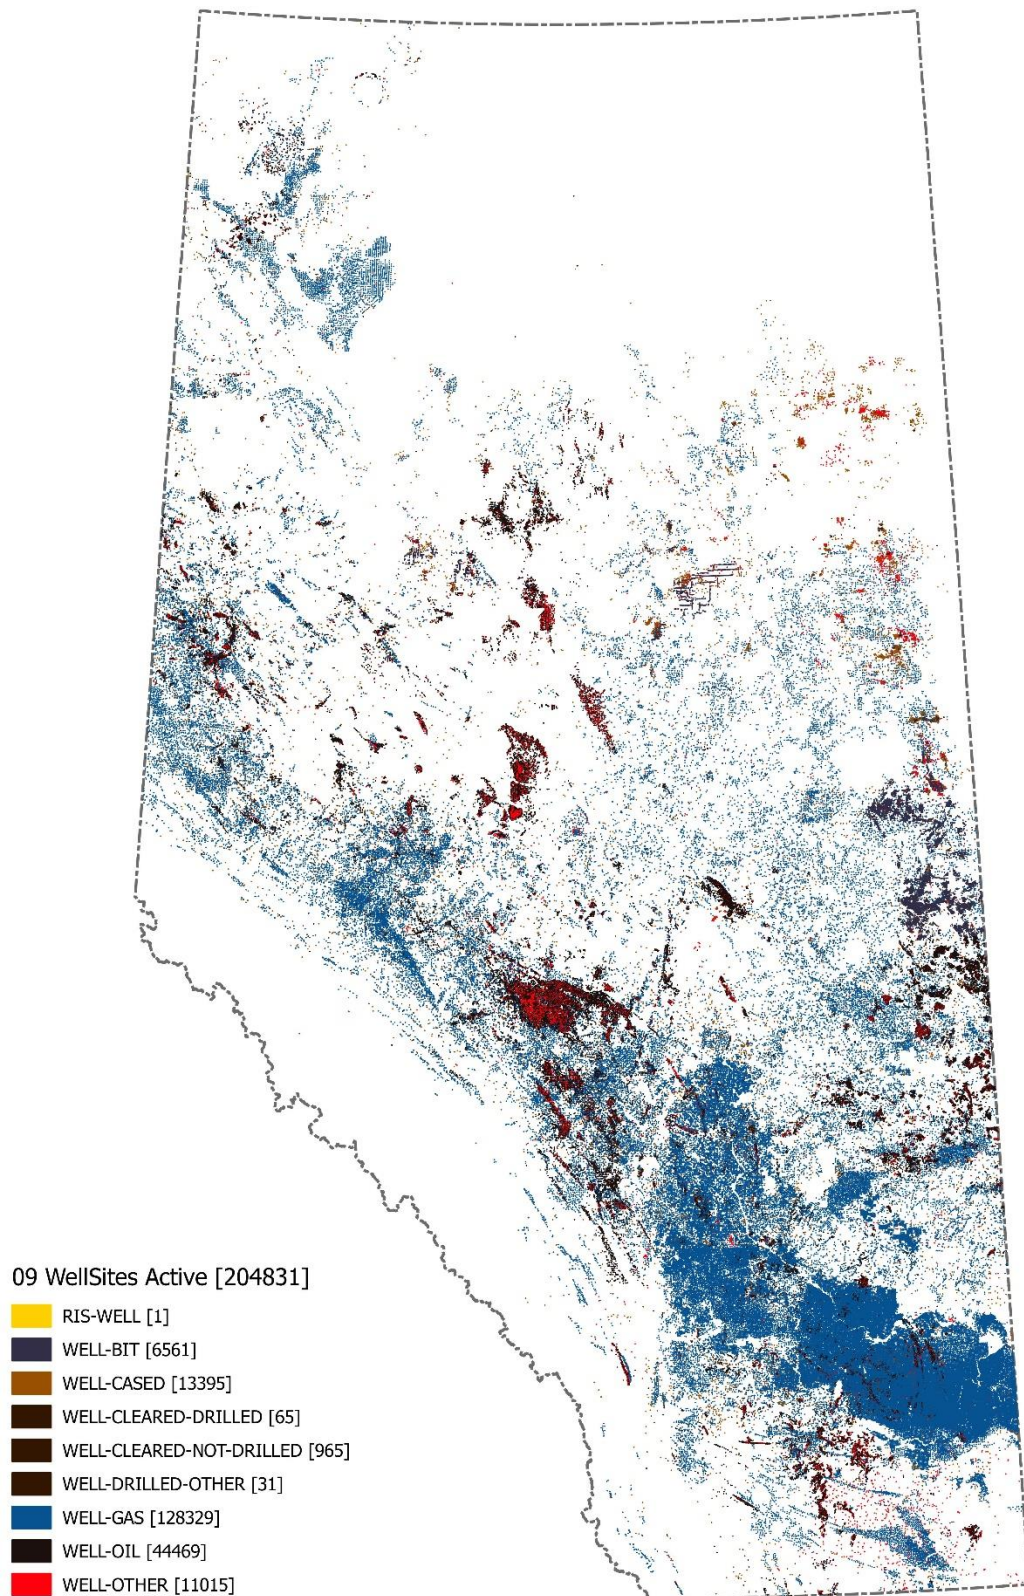 09 WellSites Active [204831]
RIS-WELL [1]
WELL-BIT [6561]
WELL-CASED [13395]
WELL-CLEARED-DRILLED [65]
WELL-CLEARED-NOT-DRILLED [965]
WELL-DRILLED-OTHER [31]
WELL-GAS [128329]
WELL-OIL [44469]
WELL-OTHER [11015]